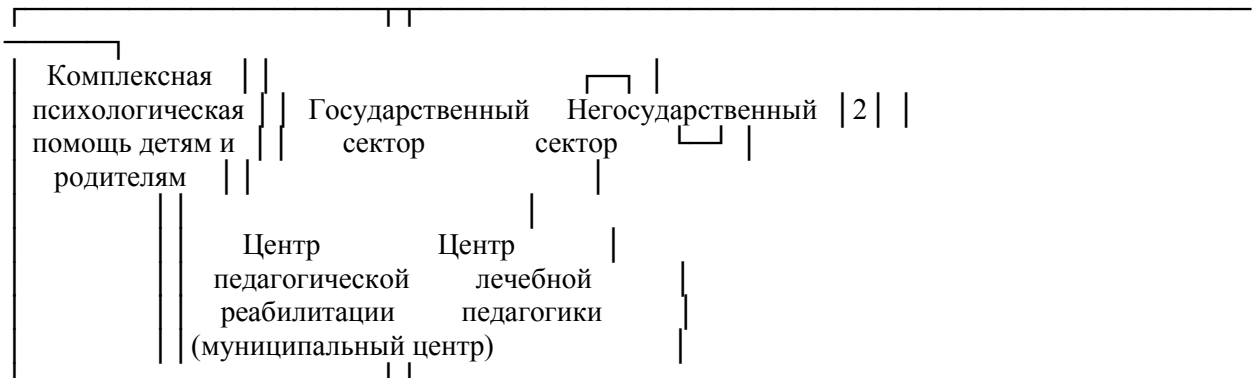 Комплексная
психологическая Государственный Негосударственный 2
помощь детям и сектор сектор
родителям
Центр Центр
педагогической лечебной
реабилитации педагогики
(муниципальный центр)